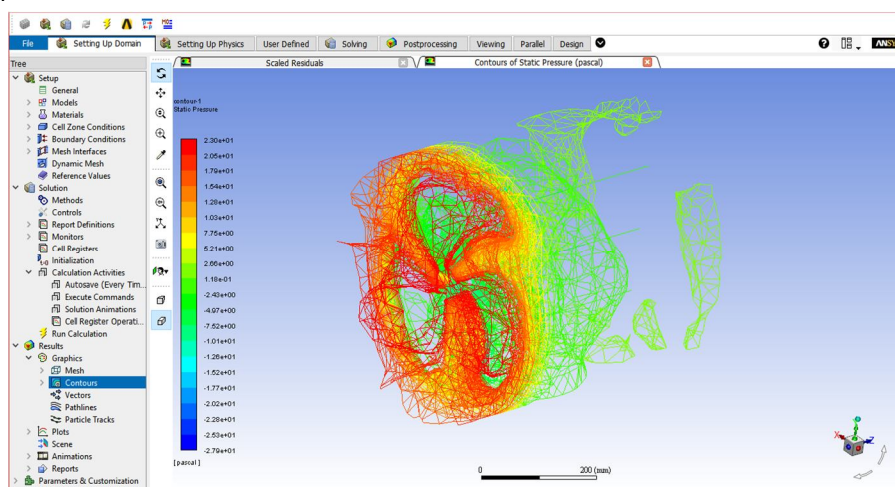 File
Setting Up Domain
Setting Up Physics
User Defined
Solving
Postprocessing
Viewing
Parallel
Design
Tree
Setup
General
Models
Materials
Cell Zone Conditions
Boundary Conditions
Mesh Interfaces
Dynamic Mesh
Reference Values
Solution
Methods
Controls
Report Definitions
Monitors
Cell Registers
Initialization
Calculation Activities
Autosave (Every Tim...
Execute Commands
Solution Animations
Cell Register Operati...
Run Calculation
Results
Graphics
Mesh
Contours
Vectors
Pathlines
Particle Tracks
Plots
Scene
Animations
Reports
Parameters & Customization
Scaled Residuals
Contours of Static Pressure (pascal)
contour-1
Static Pressure
2.30e+01
2.05e+01
1.79e+01
1.54e+01
1.28e+01
1.03e+01
7.75e+00
5.21e+00
2.66e+00
1.18e-01
-2.43e+00
-4.97e+00
-7.52e+00
-1.01e+01
-1.26e+01
-1.52e+01
-1.77e+01
-2.02e+01
-2.28e+01
-2.53e+01
-2.79e+01
[pascal]
0
200 (mm)
X
Z